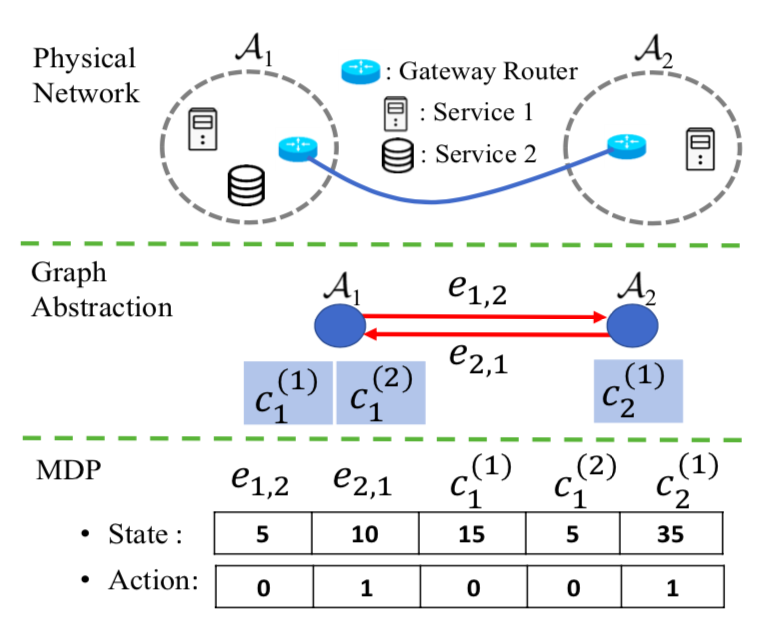 Physical
Network
𝒜₁
𝒜₂
: Gateway Router
: Service 1
: Service 2
Graph
Abstraction
𝒜₁
e₁,₂
𝒜₂
e₂,₁
c₁⁽¹⁾ c₁⁽²⁾ c₂⁽¹⁾
MDP e₁,₂ e₂,₁ c₁⁽¹⁾ c₁⁽²⁾ c₂⁽¹⁾
• State : 5 10 15 5 35
• Action: 0 1 0 0 1